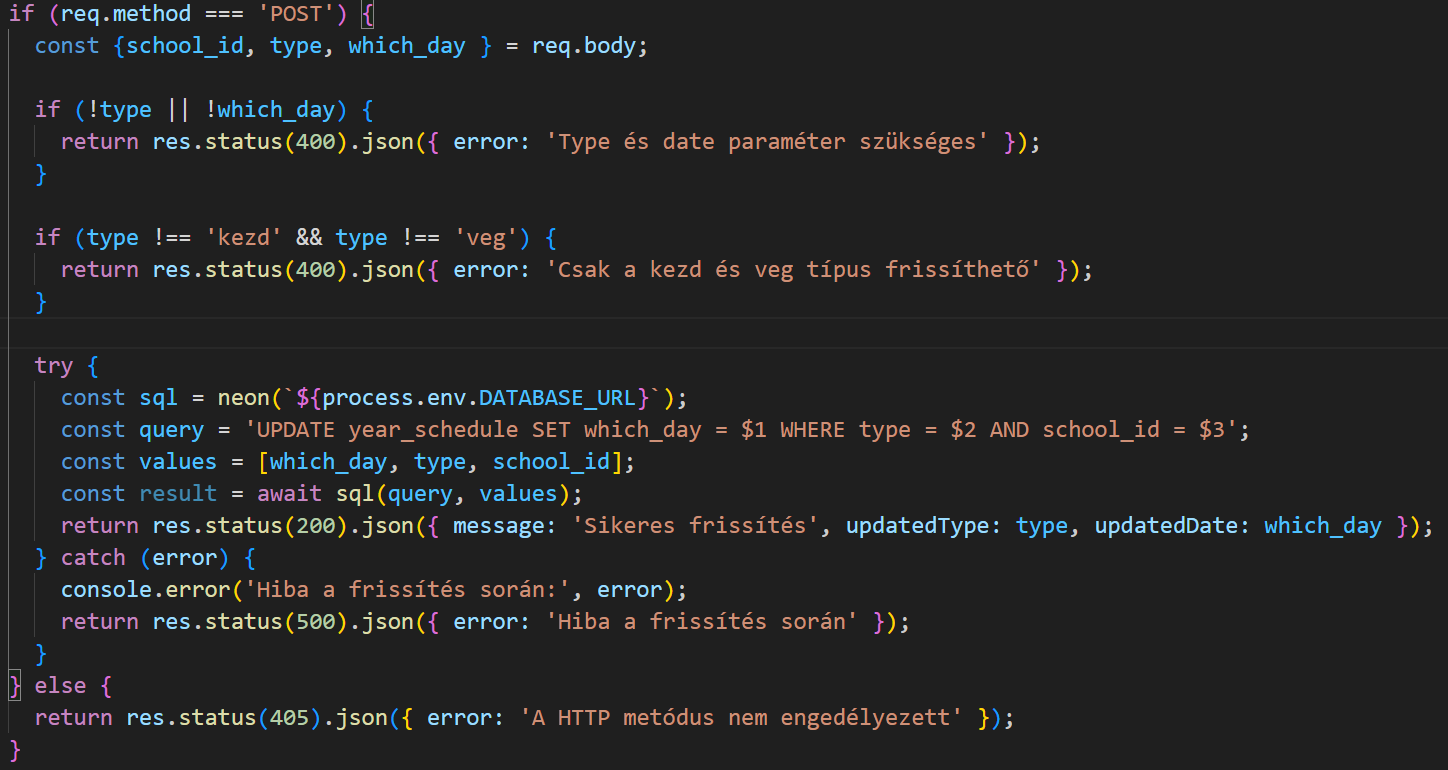 if (req.method === 'POST') {
  const {school_id, type, which_day } = req.body;

  if (!type || !which_day) {
    return res.status(400).json({ error: 'Type és date paraméter szükséges' });
  }

  if (type !== 'kezd' && type !== 'veg') {
    return res.status(400).json({ error: 'Csak a kezd és veg típus frissíthető' });
  }

  try {
    const sql = neon(`${process.env.DATABASE_URL}`);
    const query = 'UPDATE year_schedule SET which_day = $1 WHERE type = $2 AND school_id = $3';
    const values = [which_day, type, school_id];
    const result = await sql(query, values);
    return res.status(200).json({ message: 'Sikeres frissítés', updatedType: type, updatedDate: which_day });
  } catch (error) {
    console.error('Hiba a frissítés során:', error);
    return res.status(500).json({ error: 'Hiba a frissítés során' });
  }
} else {
  return res.status(405).json({ error: 'A HTTP metódus nem engedélyezett' });
}